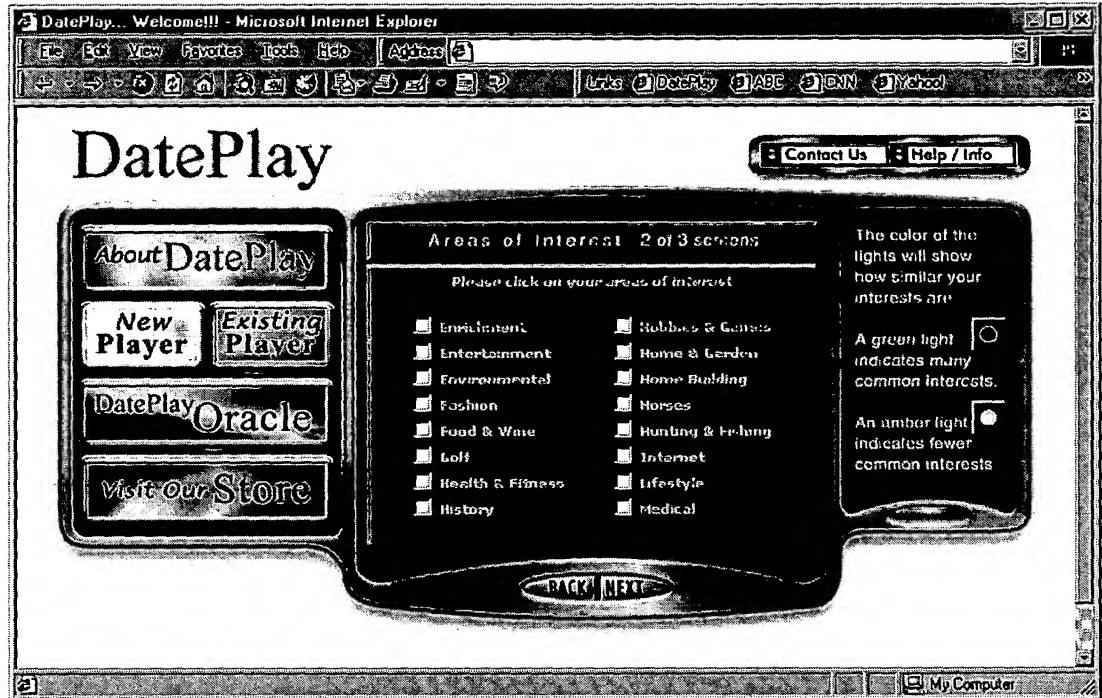 DatePlay... Welcome!!! - Microsoft Internet Explorer
File Edit View Favorites Tools Help Address
Links DatePlay ABC CNN Yahoo!
DatePlay
Contact Us Help / Info
About DatePlay
New Player
Existing Player
DatePlay Oracle
Visit Our Store
Areas of Interest 2 of 3 screens
Please click on your areas of interest
Enrichment
Entertainment
Environmental
Fashion
Food & Wine
Golf
Health & Fitness
History
Hobbies & Games
Home & Garden
Home Building
Horses
Hunting & Fishing
Internet
Lifestyle
Medical
BACK NEXT
The color of the
lights will show
how similar your
interests are
A green light
indicates many
common interests.
An amber light
indicates fewer
common interests
My Computer